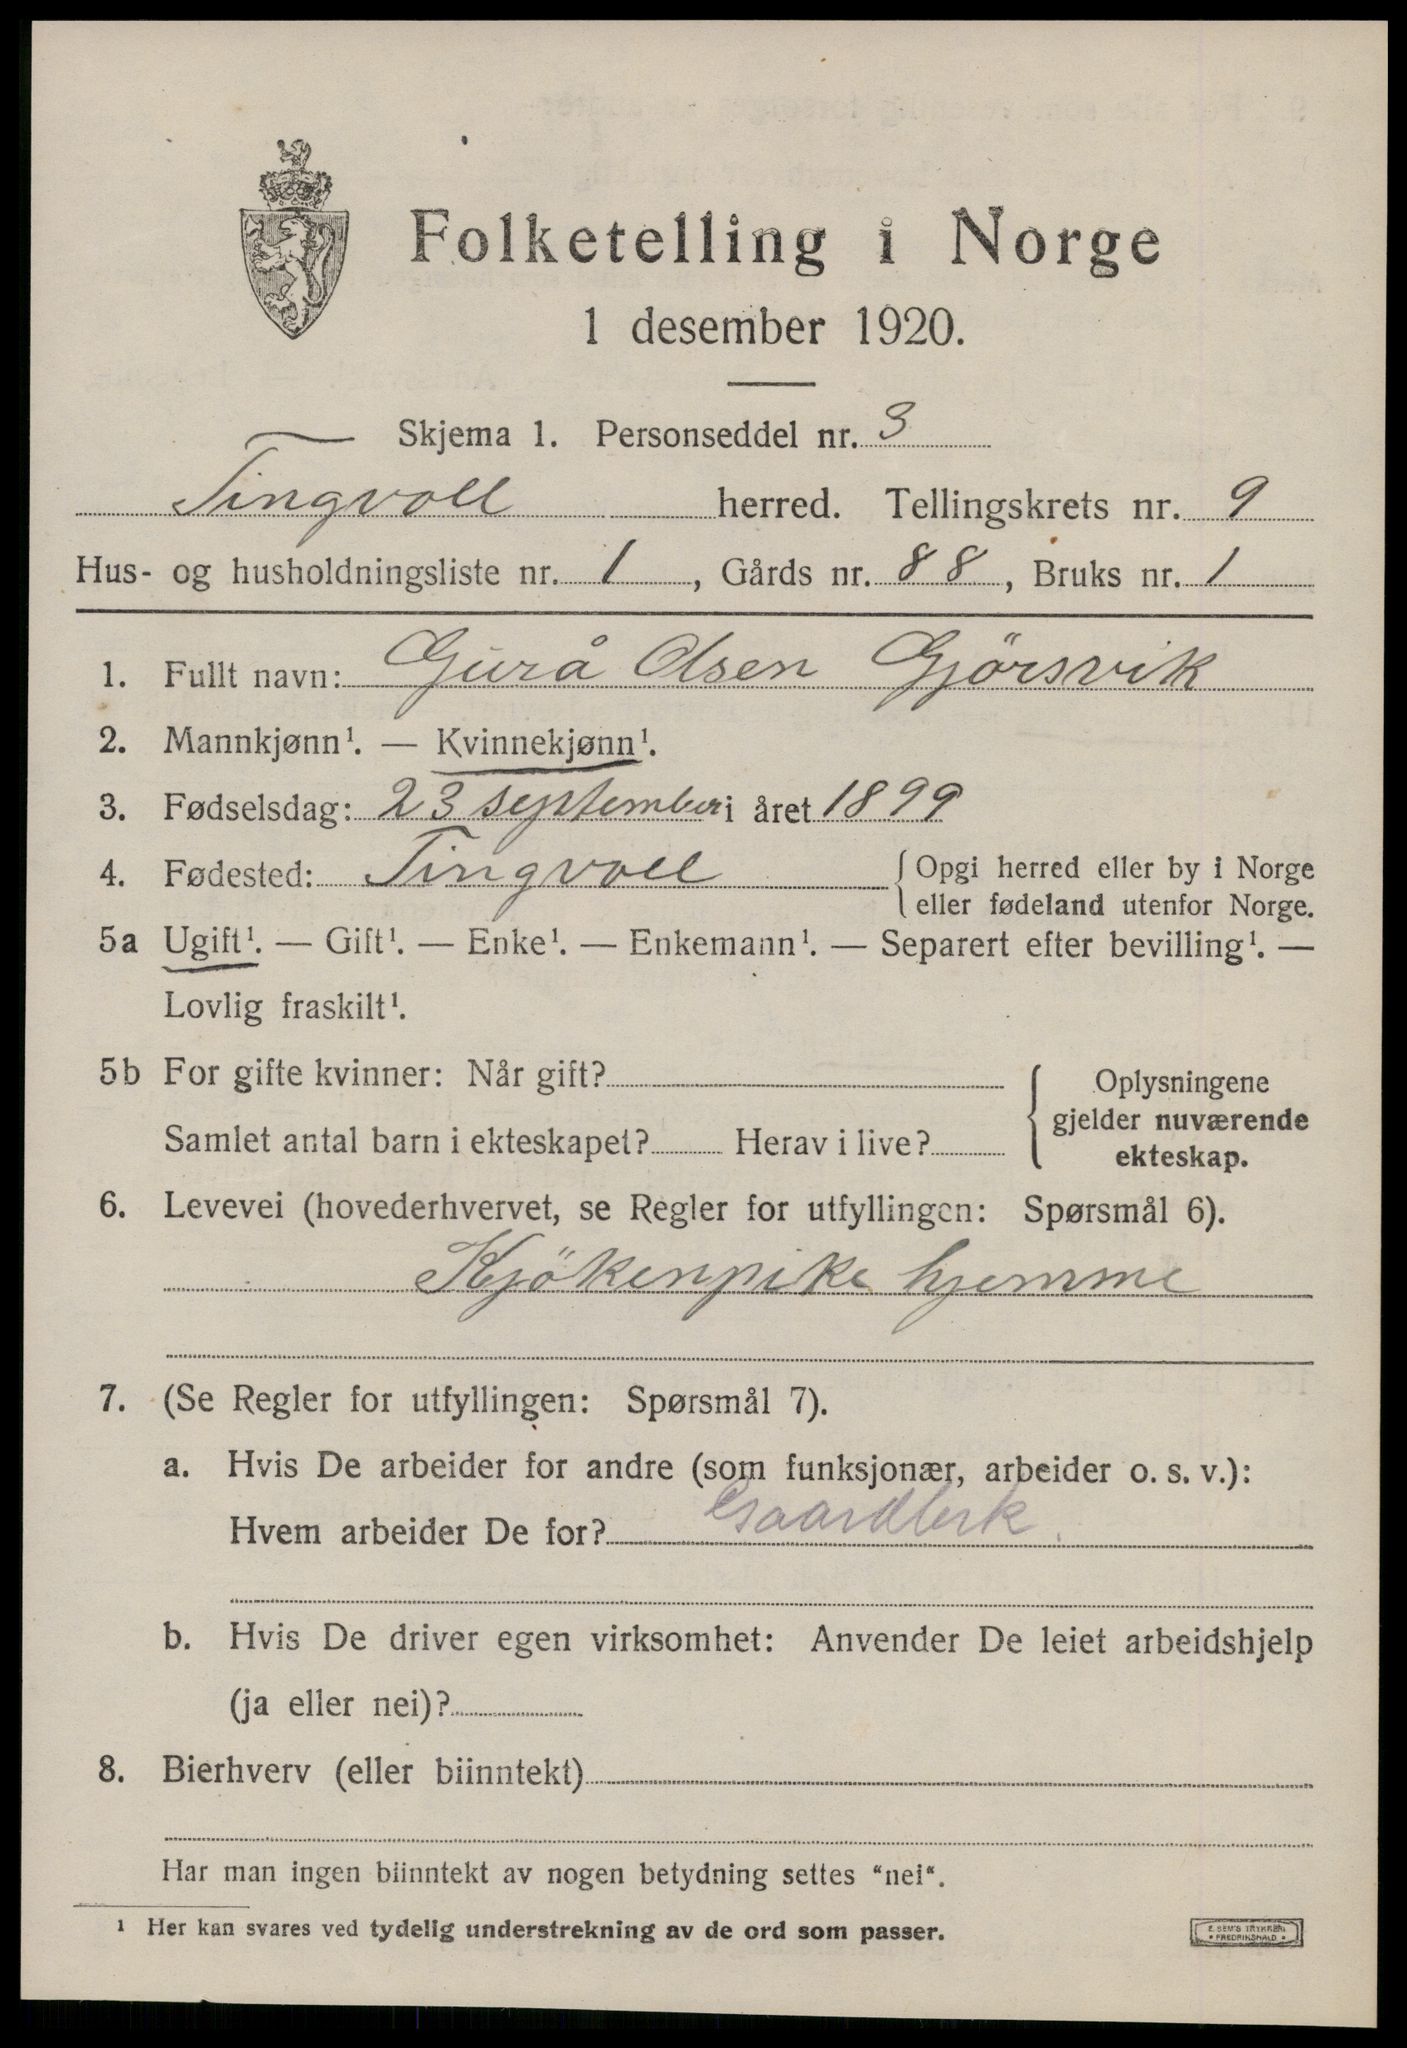 Folketelling i Norge
1 desember 1920.
Skjema 1. Personseddel nr. 3
Tingvoll herred. Tellingskrets nr. 9
Hus- og husholdningsliste nr. 1, Gårds nr. 88, Bruks nr. 1
1. Fullt navn: Gurå Olsen Gjörsvik
2. Mannkjønn¹. — Kvinnekjønn¹.
3. Fødselsdag: 23 september i året 1899
4. Fødested: Tingvoll { Opgi herred eller by i Norge
eller fødeland utenfor Norge.
5a Ugift¹. — Gift¹. — Enke¹. — Enkemann¹. — Separert efter bevilling¹. —
Lovlig fraskilt¹.
5b For gifte kvinner: Når gift? { Oplysningene
gjelder nuværende
Samlet antal barn i ekteskapet? Herav i live?
ekteskap.
6. Levevei (hovederhvervet, se Regler for utfyllingen: Spørsmål 6).
Kjökenpike hjemme
7. (Se Regler for utfyllingen: Spørsmål 7).
a. Hvis De arbeider for andre (som funksjonær, arbeider o. s. v.):
Hvem arbeider De for?
b. Hvis De driver egen virksomhet: Anvender De leiet arbeidshjelp
(ja eller nei)?
8. Bierhverv (eller biinntekt)
Har man ingen biinntekt av nogen betydning settes “nei“.
¹ Her kan svares ved tydelig understrekning av de ord som passer.
E. SEM'S TRYKKERI
• FREDRIKSHALD •